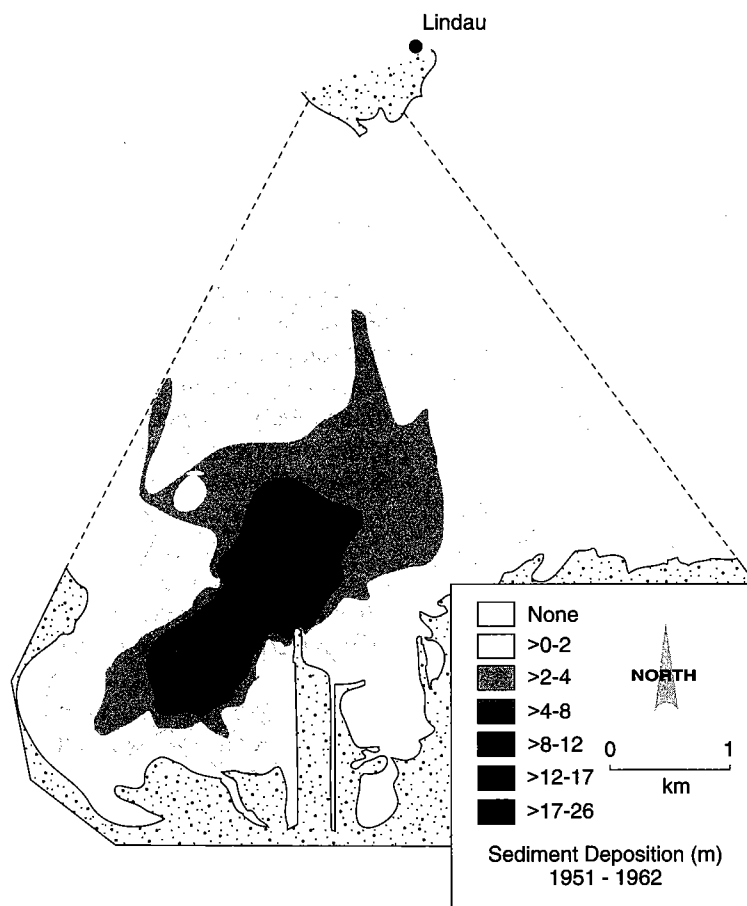 Lindau
None
>0-2
>2-4
>4-8
>8-12
>12-17
>17-26
NORTH
0 1
km
Sediment Deposition (m)
1951 - 1962